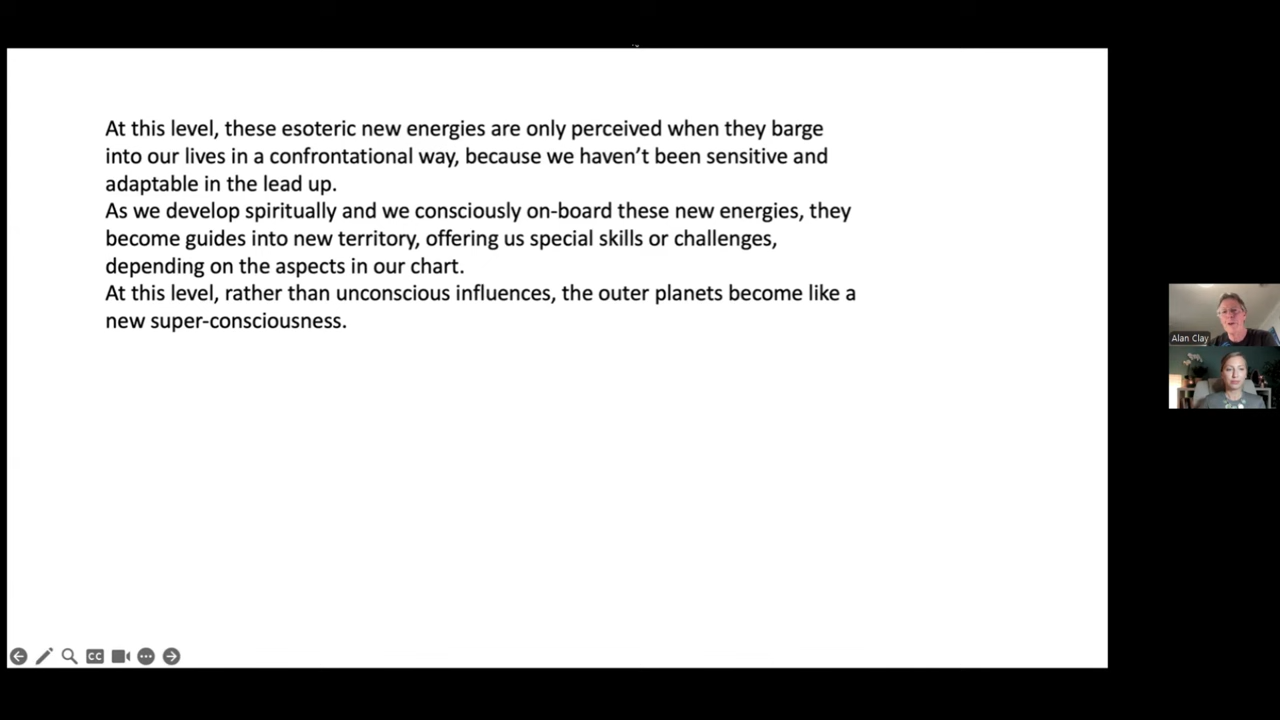 At this level, these esoteric new energies are only perceived when they barge
into our lives in a confrontational way, because we haven’t been sensitive and
adaptable in the lead up.
As we develop spiritually and we consciously on-board these new energies, they
become guides into new territory, offering us special skills or challenges,
depending on the aspects in our chart.
At this level, rather than unconscious influences, the outer planets become like a
new super-consciousness.
Alan Clay
CC